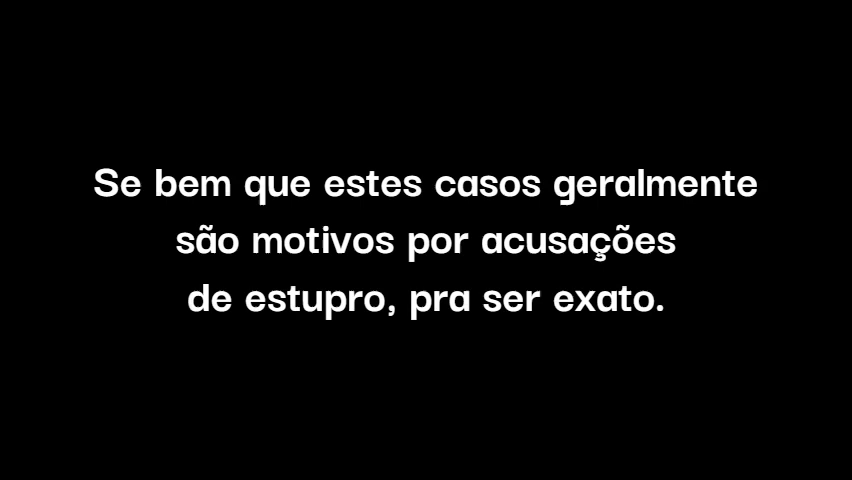 Se bem que estes casos geralmente
são motivos por acusações
de estupro, pra ser exato.